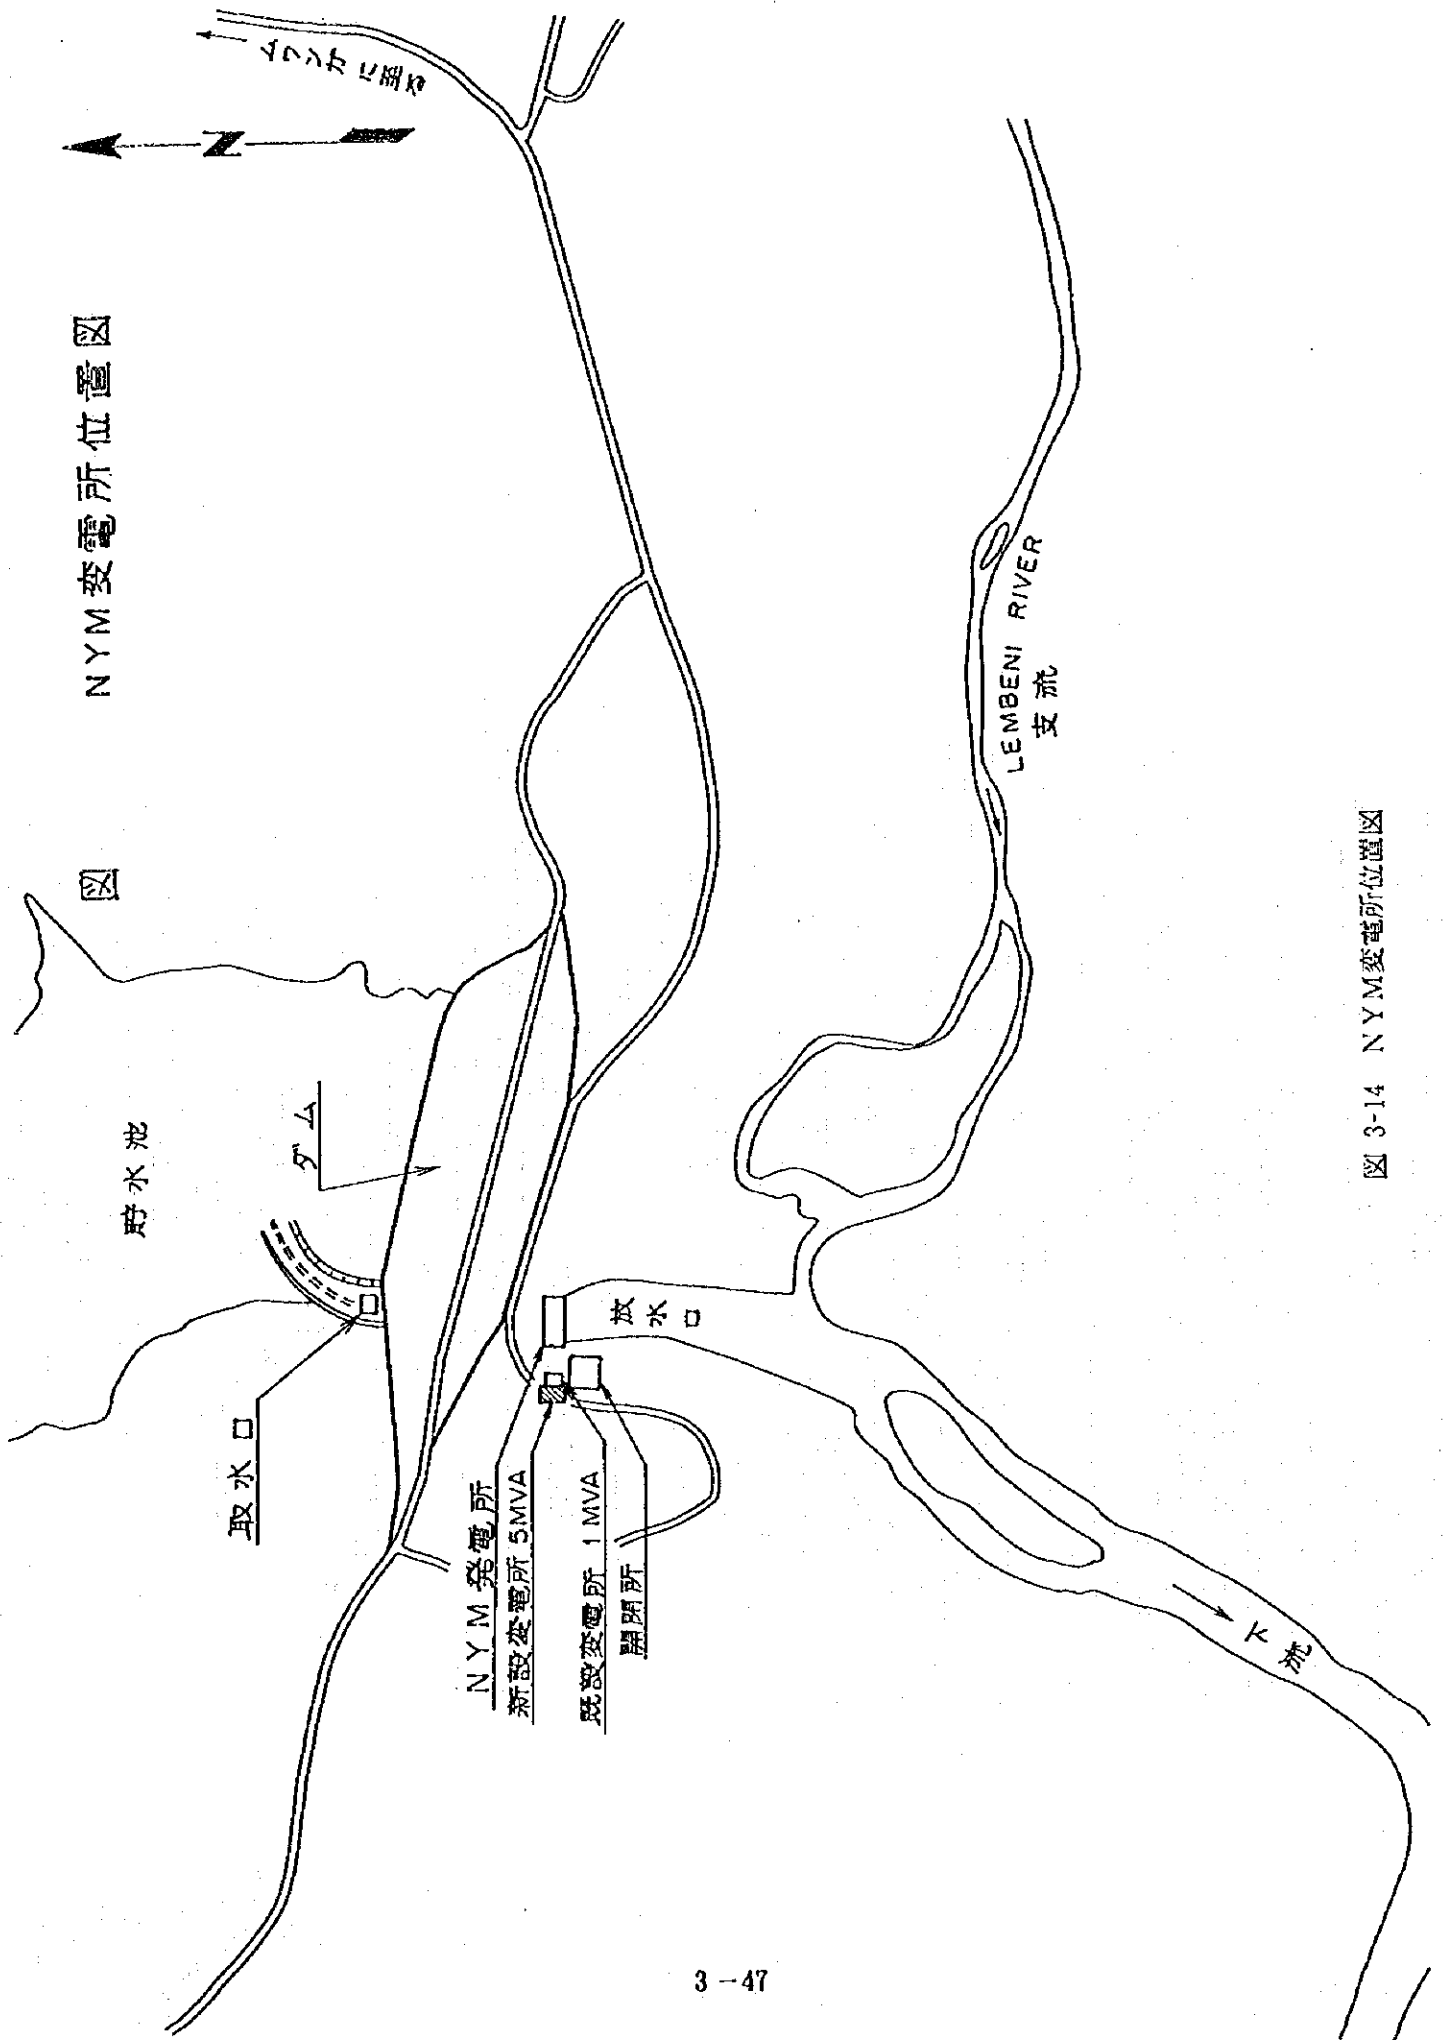 図　NYM変電所位置図
N
ムワンガに至る
貯水池
ダム
取水口
NYM発電所
新設変電所 5MVA
既設変電所 1MVA
開閉所
放水口
LEMBENI RIVER
支流
下流
図 3-14 NYM変電所位置図
3-47